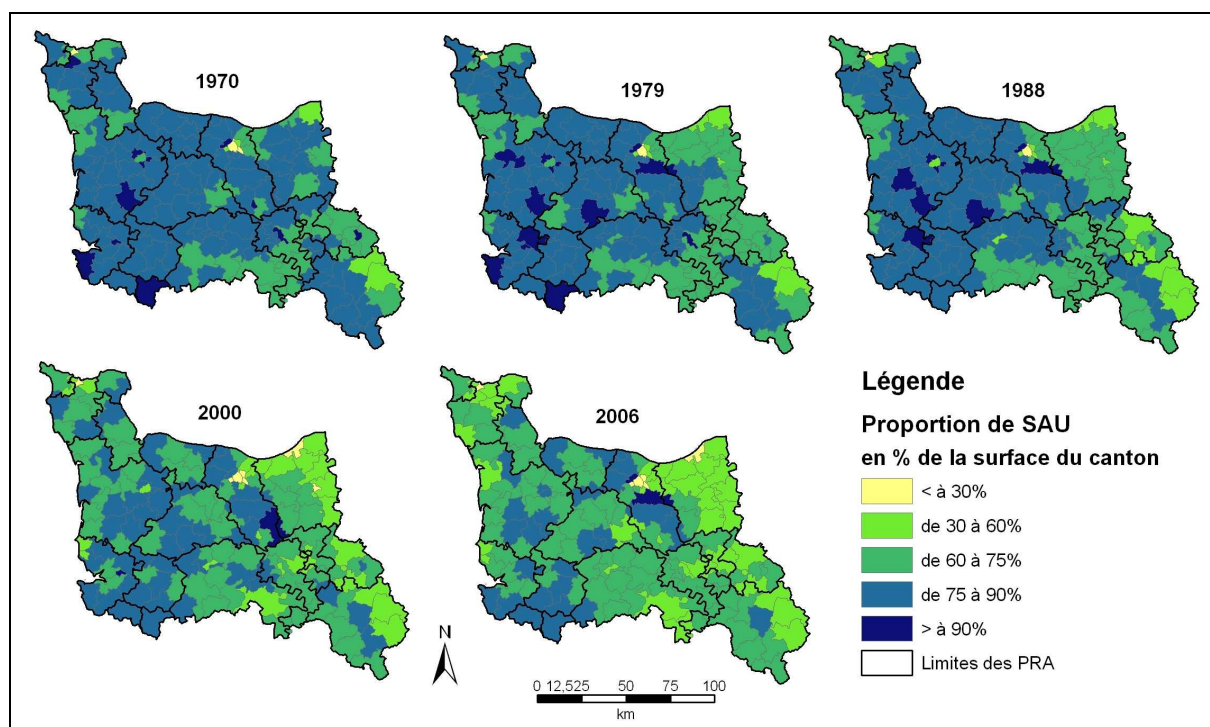 1970
1979
1988
2000
2006
Légende
Proportion de SAU
en % de la surface du canton
< à 30%
de 30 à 60%
de 60 à 75%
de 75 à 90%
> à 90%
Limites des PRA
N
0 12,525 50 75 100
km